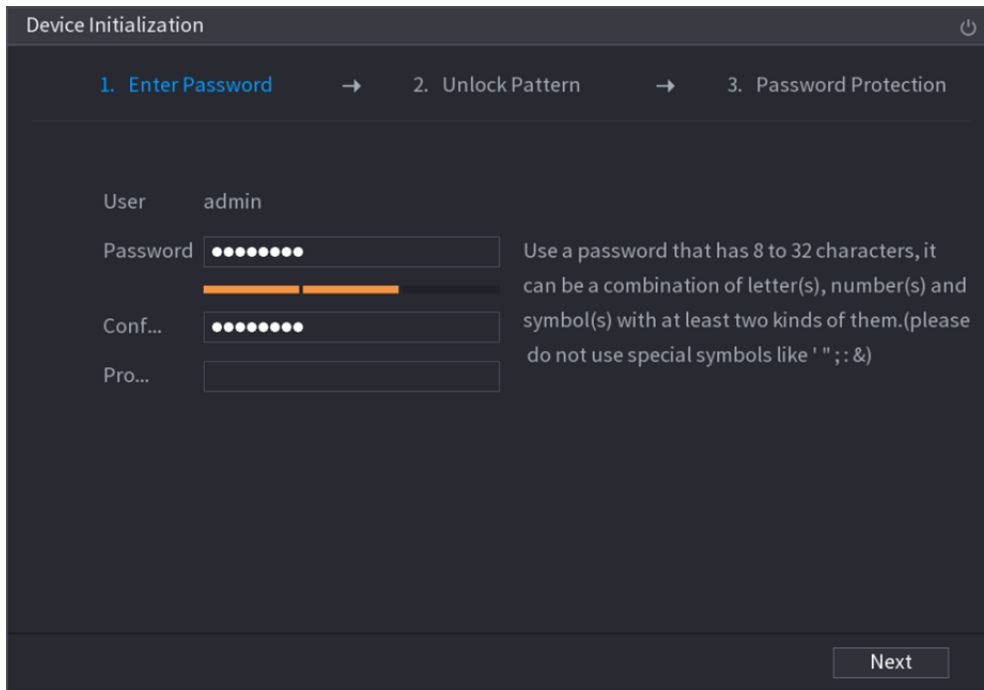 Device Initialization
1. Enter Password → 2. Unlock Pattern → 3. Password Protection
User admin
Password ●●●●●●●●
Use a password that has 8 to 32 characters, it
can be a combination of letter(s), number(s) and
symbol(s) with at least two kinds of them.(please
do not use special symbols like ' " ; : &)
Conf... ●●●●●●●●
Pro...
Next